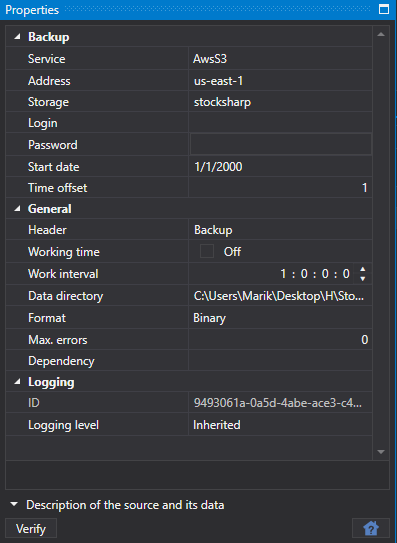 Properties
Backup
Service AwsS3
Address us-east-1
Storage stocksharp
Login
Password
Start date 1/1/2000
Time offset 1
General
Header Backup
Working time Off
Work interval 1 : 0 : 0 : 0
Data directory C:\Users\Marik\Desktop\H\Sto...
Format Binary
Max. errors 0
Dependency
Logging
ID 9493061a-0a5d-4abe-ace3-c4...
Logging level Inherited
Description of the source and its data
Verify